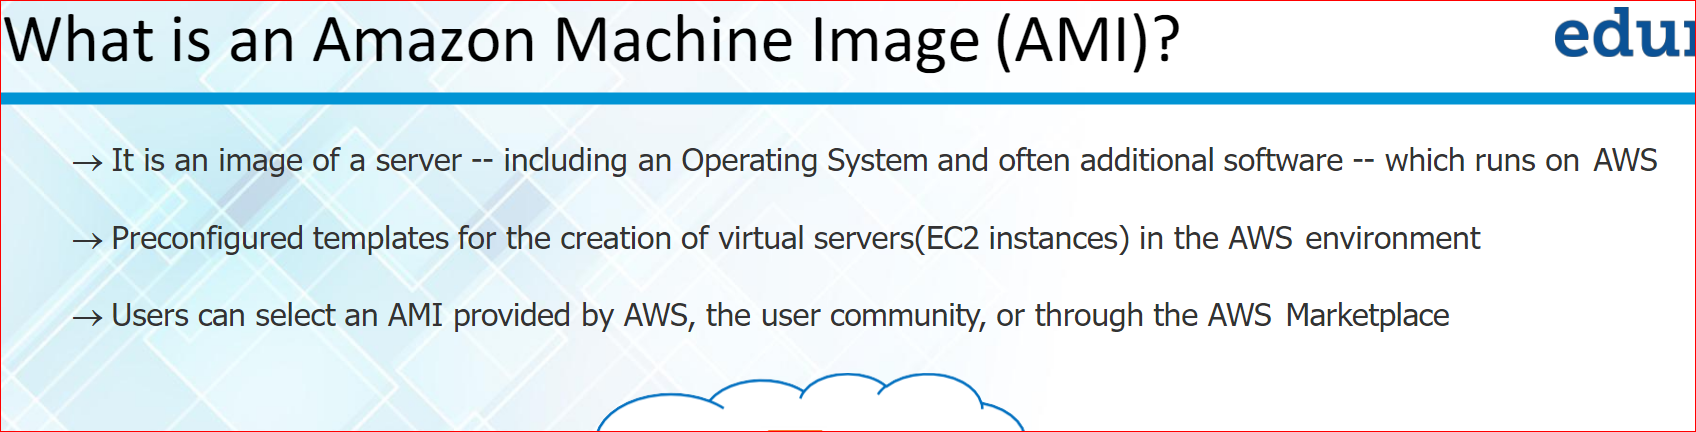 What is an Amazon Machine Image (AMI)?
→ It is an image of a server -- including an Operating System and often additional software -- which runs on AWS
→ Preconfigured templates for the creation of virtual servers(EC2 instances) in the AWS environment
→ Users can select an AMI provided by AWS, the user community, or through the AWS Marketplace